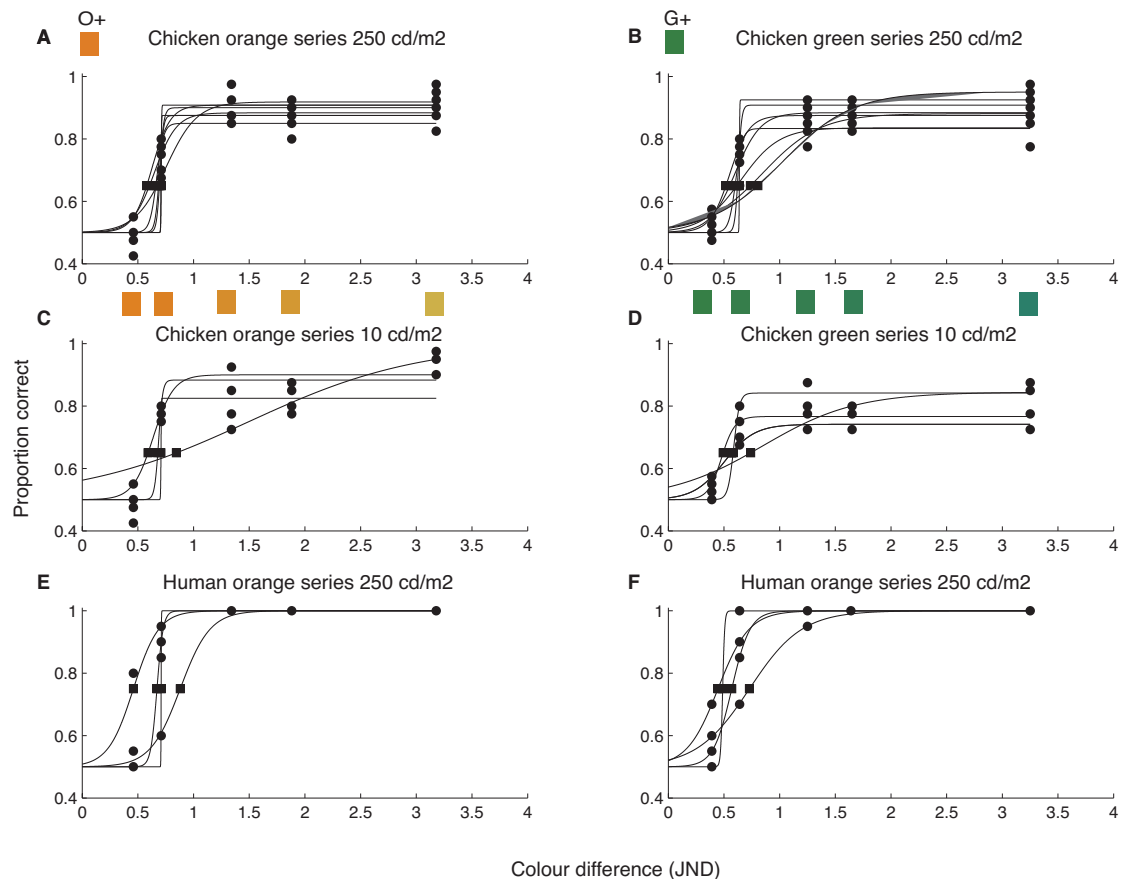 O+
G+
A Chicken orange series 250 cd/m2
B Chicken green series 250 cd/m2
1
0.8
0.6
0.4
0 0.5 1 1.5 2 2.5 3 3.5 4
1
0.8
0.6
0.4
0 0.5 1 1.5 2 2.5 3 3.5 4
C Chicken orange series 10 cd/m2
D Chicken green series 10 cd/m2
1
0.8
0.6
0.4
0 0.5 1 1.5 2 2.5 3 3.5 4
1
0.8
0.6
0.4
0 0.5 1 1.5 2 2.5 3 3.5 4
Proportion correct
E Human orange series 250 cd/m2
F Human orange series 250 cd/m2
1
0.8
0.6
0.4
0 0.5 1 1.5 2 2.5 3 3.5 4
1
0.8
0.6
0.4
0 0.5 1 1.5 2 2.5 3 3.5 4
Colour difference (JND)